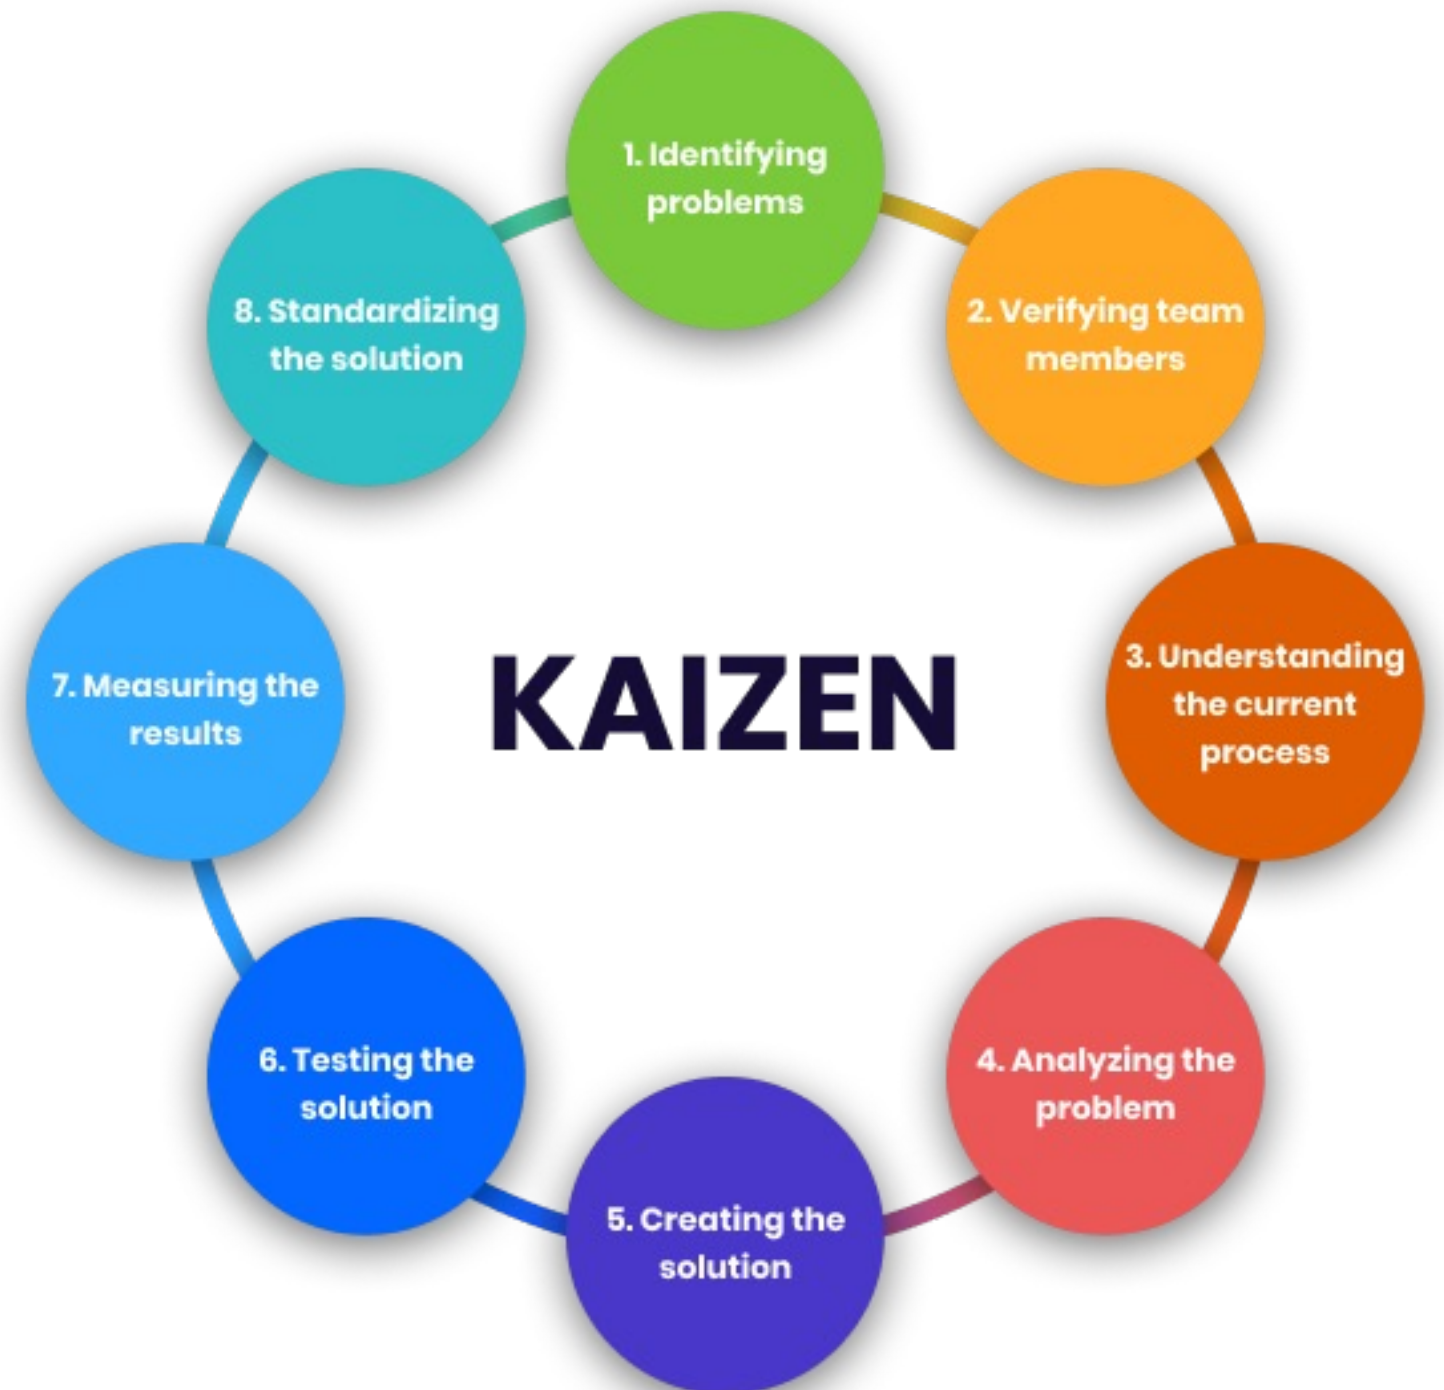 1. Identifying
problems
2. Verifying team
members
3. Understanding
the current
process
4. Analyzing the
problem
5. Creating the
solution
6. Testing the
solution
7. Measuring the
results
8. Standardizing
the solution
KAIZEN